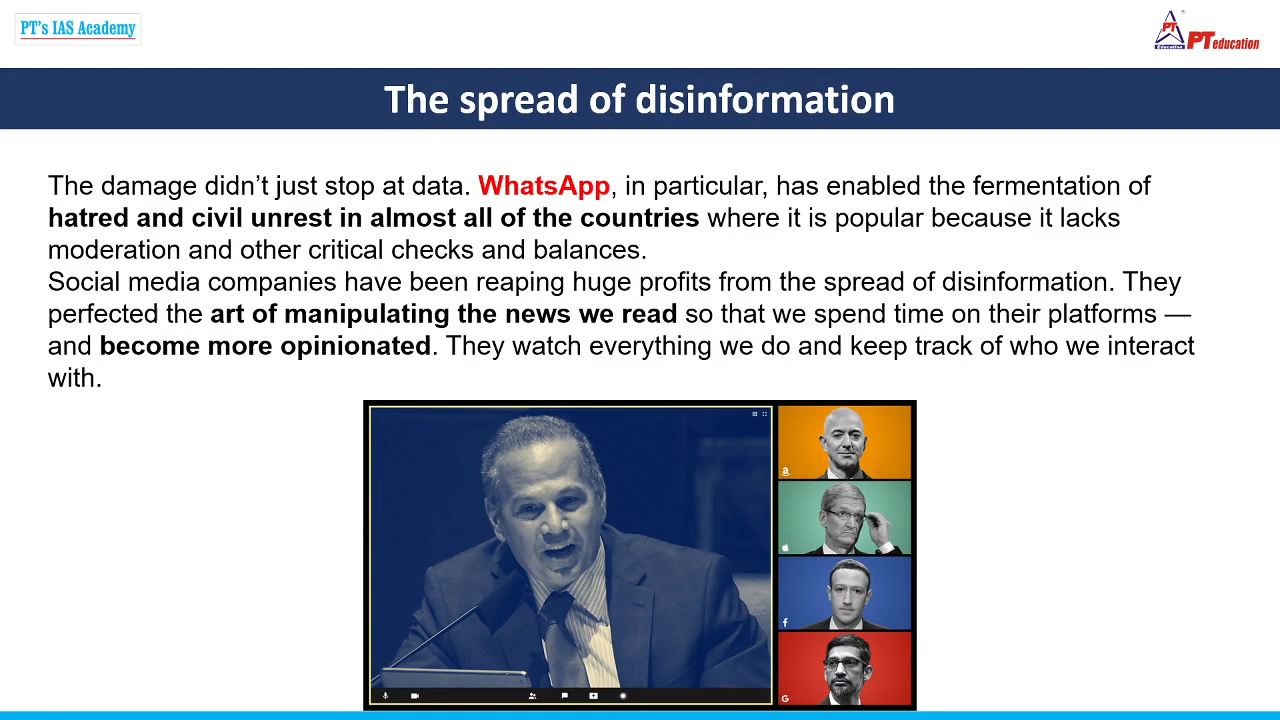 PT's IAS Academy
PT
Education
PT education
The spread of disinformation
The damage didn't just stop at data. WhatsApp, in particular, has enabled the fermentation of
hatred and civil unrest in almost all of the countries where it is popular because it lacks
moderation and other critical checks and balances.
Social media companies have been reaping huge profits from the spread of disinformation. They
perfected the art of manipulating the news we read so that we spend time on their platforms —
and become more opinionated. They watch everything we do and keep track of who we interact
with.
a
f
G